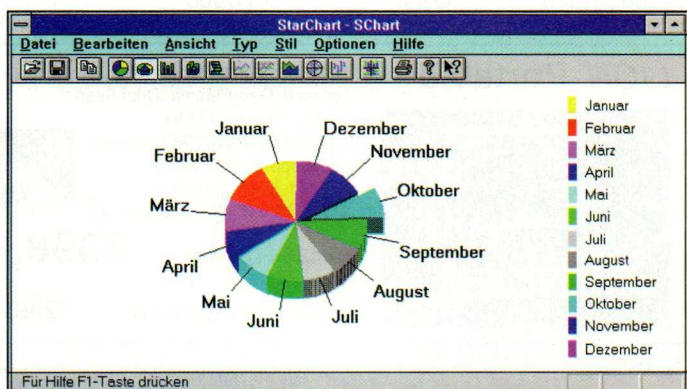 StarChart - SChart
Datei Bearbeiten Ansicht Typ Stil Optionen Hilfe
Januar
Dezember
Februar
November
März
Oktober
April
September
Mai
August
Juni
Juli
Januar
Februar
März
April
Mai
Juni
Juli
August
September
Oktober
November
Dezember
Für Hilfe F1-Taste drücken